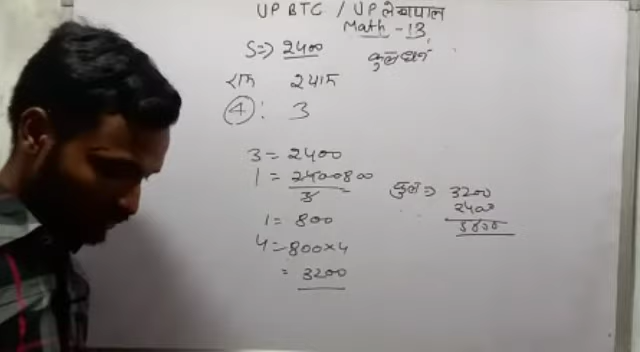 UP BTC / UP लेखपाल
Math - 13
S => 2400
कुल धन
राम श्याम
4 : 3
3 = 2400
1 = 2400 800
3
1 = 800
4 = 800 × 4
= 3200
कुल => 3200
2400
5600